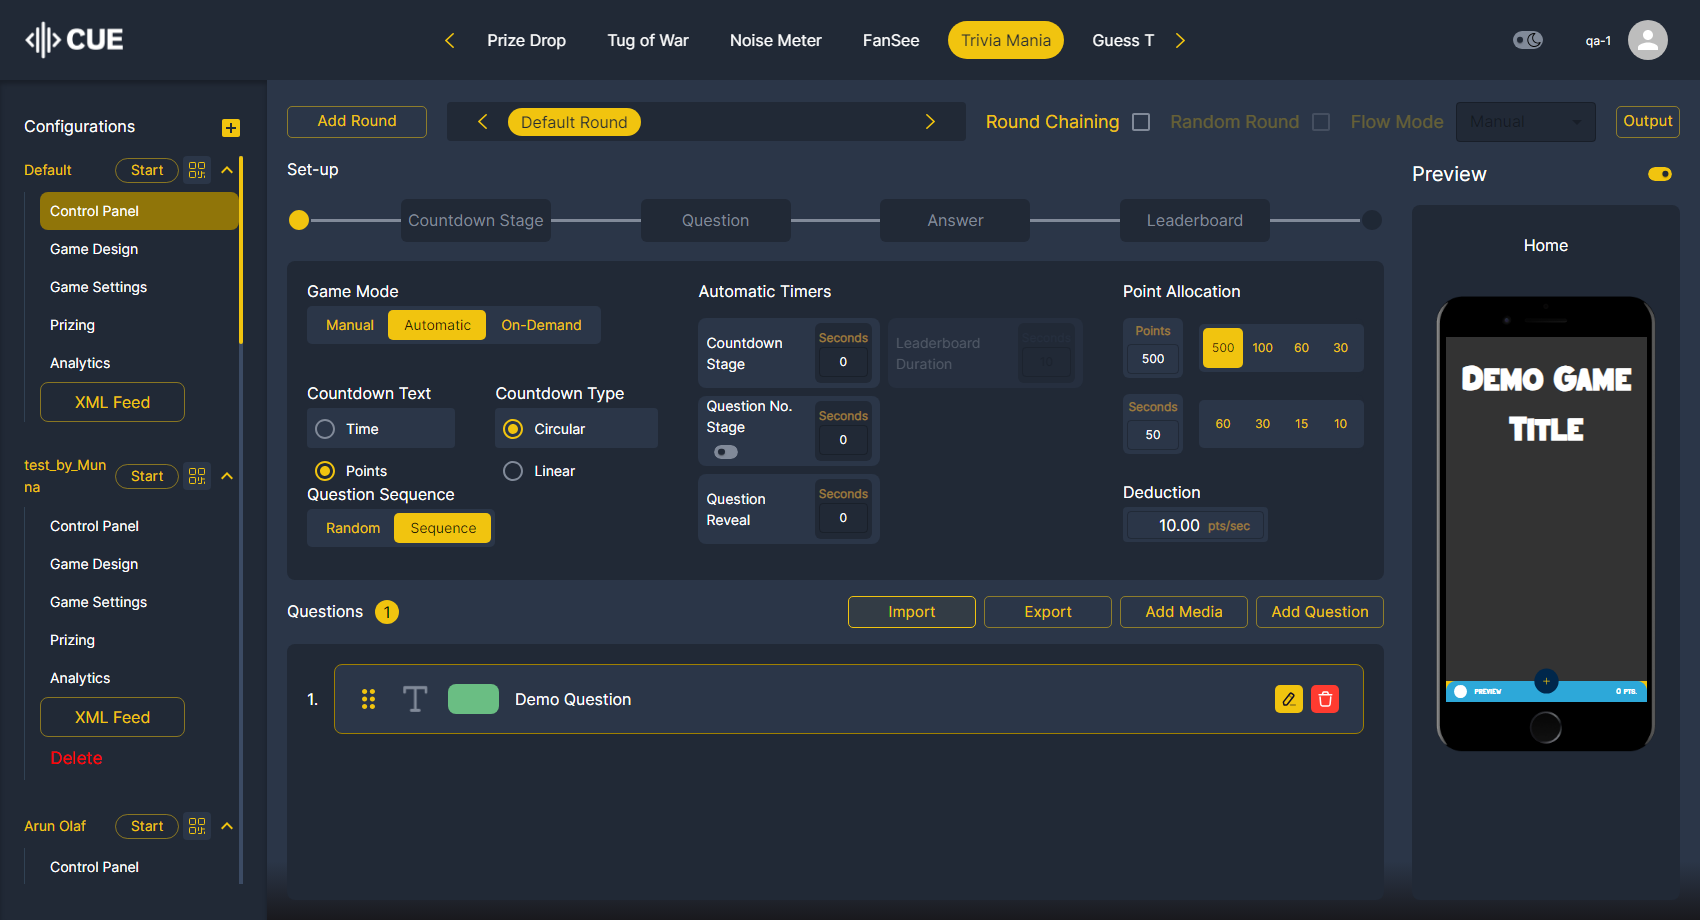 CUE
Prize Drop
Tug of War
Noise Meter
FanSee
Trivia Mania
Guess T
qa-1
Configurations
Default
Start
Control Panel
Game Design
Game Settings
Prizing
Analytics
XML Feed
test_by_Mun
na
Start
Control Panel
Game Design
Game Settings
Prizing
Analytics
XML Feed
Delete
Arun Olaf
Start
Control Panel
Add Round
Default Round
Round Chaining
Random Round
Flow Mode
Manual
Output
Set-up
Countdown Stage
Question
Answer
Leaderboard
Game Mode
Manual
Automatic
On-Demand
Countdown Text
Time
Points
Countdown Type
Circular
Linear
Question Sequence
Random
Sequence
Automatic Timers
Countdown
Stage
Seconds
0
Leaderboard
Duration
Seconds
10
Question No.
Stage
Seconds
0
Question
Reveal
Seconds
0
Point Allocation
Points
500
500
100
60
30
Seconds
50
60
30
15
10
Deduction
10.00 pts/sec
Questions 1
Import
Export
Add Media
Add Question
1.
T
Demo Question
Preview
Home
Demo Game
Title
PREVIEW
0 PTS.